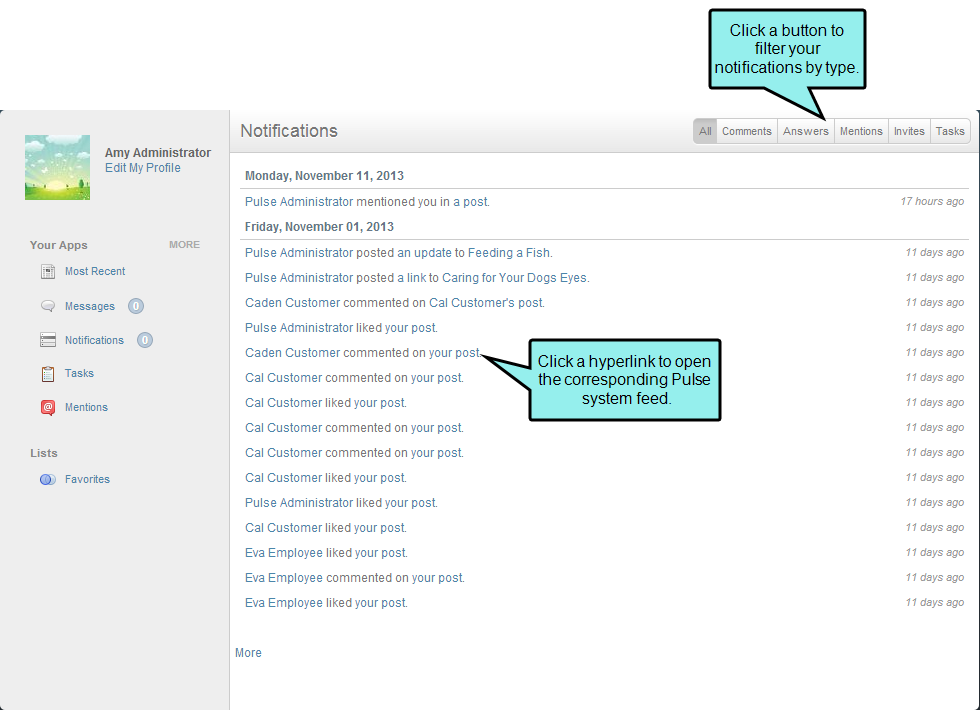 Click a button to
filter your
notifications by type.
Amy Administrator
Edit My Profile
Your Apps MORE
Most Recent
Messages 0
Notifications 0
Tasks
Mentions
Lists
Favorites
Notifications
All Comments Answers Mentions Invites Tasks
Monday, November 11, 2013
Pulse Administrator mentioned you in a post. 17 hours ago
Friday, November 01, 2013
Pulse Administrator posted an update to Feeding a Fish. 11 days ago
Pulse Administrator posted a link to Caring for Your Dogs Eyes. 11 days ago
Caden Customer commented on Cal Customer's post. 11 days ago
Pulse Administrator liked your post. 11 days ago
Caden Customer commented on your post. 11 days ago
Click a hyperlink to open
the corresponding Pulse
system feed.
Cal Customer commented on your post. 11 days ago
Cal Customer liked your post. 11 days ago
Cal Customer commented on your post. 11 days ago
Cal Customer commented on your post. 11 days ago
Cal Customer liked your post. 11 days ago
Pulse Administrator liked your post. 11 days ago
Cal Customer liked your post. 11 days ago
Eva Employee liked your post. 11 days ago
Eva Employee commented on your post. 11 days ago
Eva Employee liked your post. 11 days ago
More